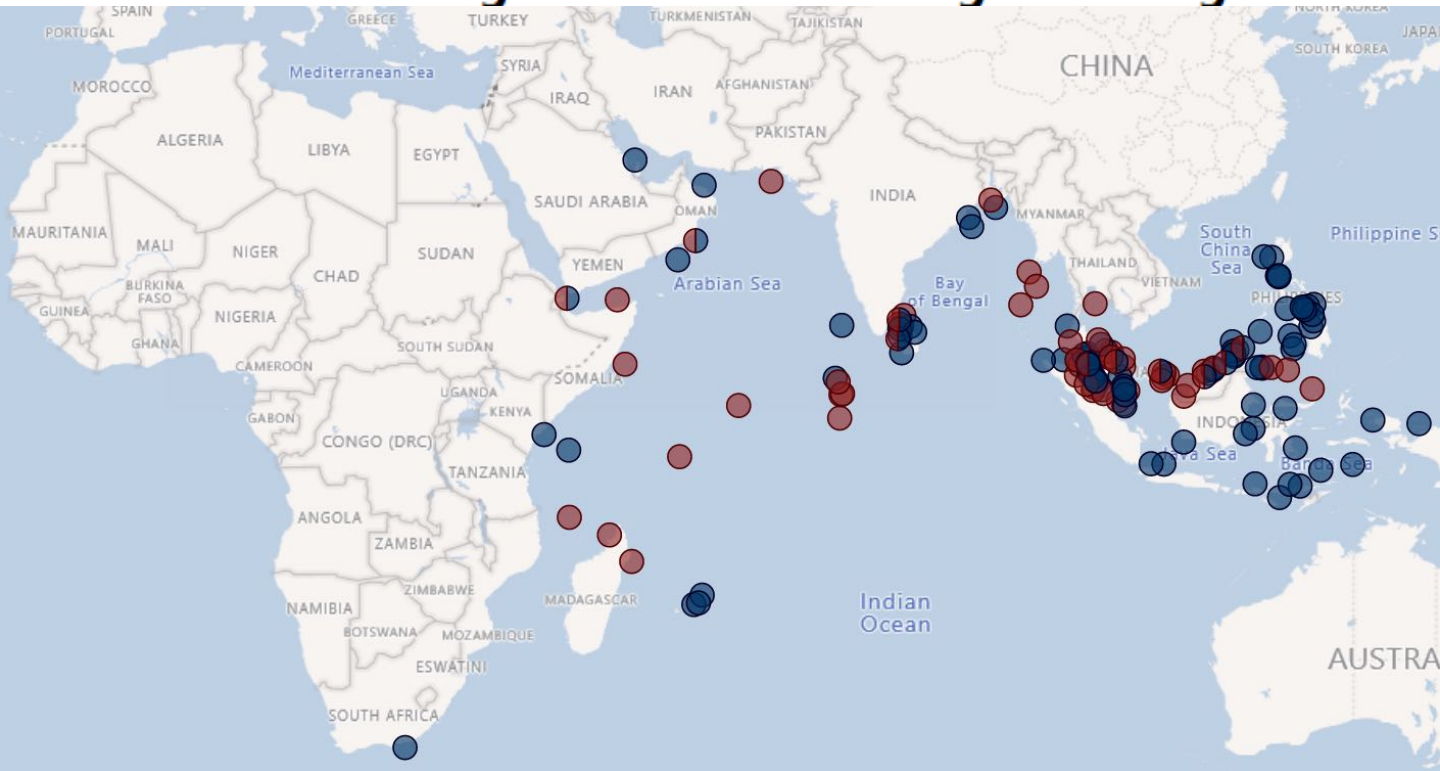 SPAIN
PORTUGAL
GREECE
TURKEY
TURKMENISTAN
TAJIKISTAN
NORTH KOREA
SOUTH KOREA
CHINA
Mediterranean Sea
SYRIA
MOROCCO
IRAQ
IRAN
AFGHANISTAN
PAKISTAN
ALGERIA
LIBYA
EGYPT
SAUDI ARABIA
OMAN
INDIA
MYANMAR
MAURITANIA
MALI
NIGER
SUDAN
CHAD
YEMEN
Arabian Sea
Bay
of Bengal
THAILAND
VIETNAM
South
China
Sea
Philippine S
BURKINA
FASO
GUINEA
NIGERIA
GHANA
CAMEROON
SOUTH SUDAN
SOMALIA
UGANDA
KENYA
GABON
CONGO (DRC)
TANZANIA
INDONESIA
Java Sea
Banda Sea
ANGOLA
ZAMBIA
ZIMBABWE
NAMIBIA
BOTSWANA
MOZAMBIQUE
MADAGASCAR
ESWATINI
SOUTH AFRICA
Indian
Ocean
AUSTRA